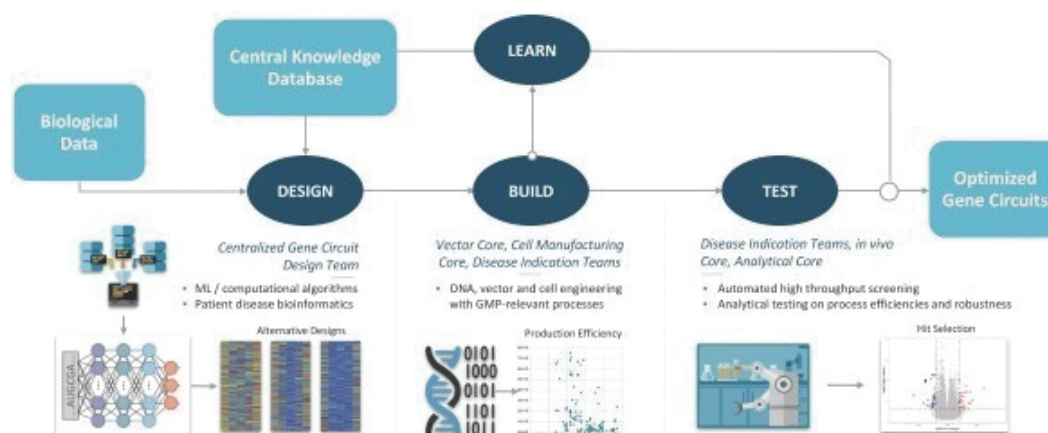 Central Knowledge
Database
LEARN
Biological
Data
DESIGN
BUILD
TEST
Optimized
Gene Circuits
Centralized Gene Circuit
Design Team
• ML / computational algorithms
• Patient disease bioinformatics
Vector Core, Cell Manufacturing
Core, Disease Indication Teams
• DNA, vector and cell engineering
with GMP-relevant processes
Disease Indication Teams, in vivo
Core, Analytical Core
• Automated high throughput screening
• Analytical testing on process efficiencies and robustness
Alternative Designs
Production Efficiency
Hit Selection
...AUGCCGA...
0101
1000
0101
1101
1011